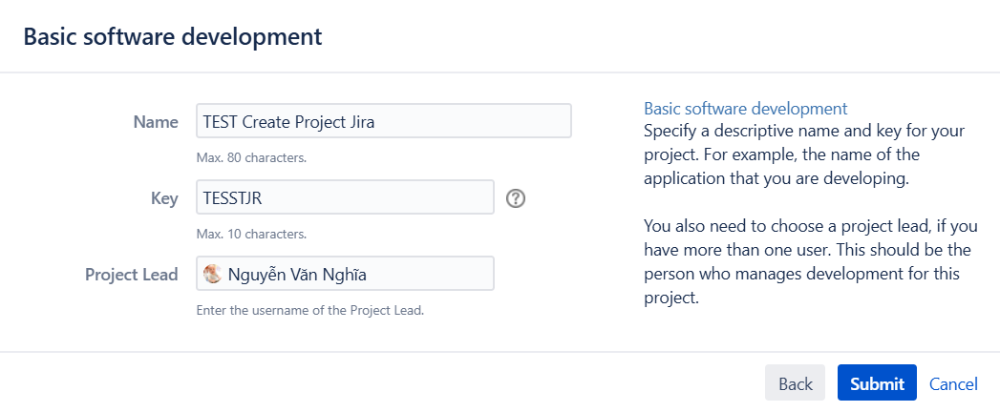 Basic software development
Name
TEST Create Project Jira
Max. 80 characters.
Key
TESSTJR
?
Max. 10 characters.
Project Lead
Nguyễn Văn Nghĩa
Enter the username of the Project Lead.
Basic software development
Specify a descriptive name and key for your
project. For example, the name of the
application that you are developing.
You also need to choose a project lead, if you
have more than one user. This should be the
person who manages development for this
project.
Back
Submit
Cancel